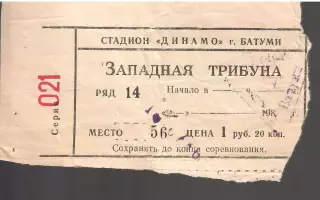 СТАДИОН «ДИНАМО» г. БАТУМИ
Серия 021
ЗАПАДНАЯ ТРИБУНА
РЯД 14 Начало в г.
198
МЕСТО 56 ЦЕНА 1 руб. 20 коп.
Сохранять до конца соревнования.